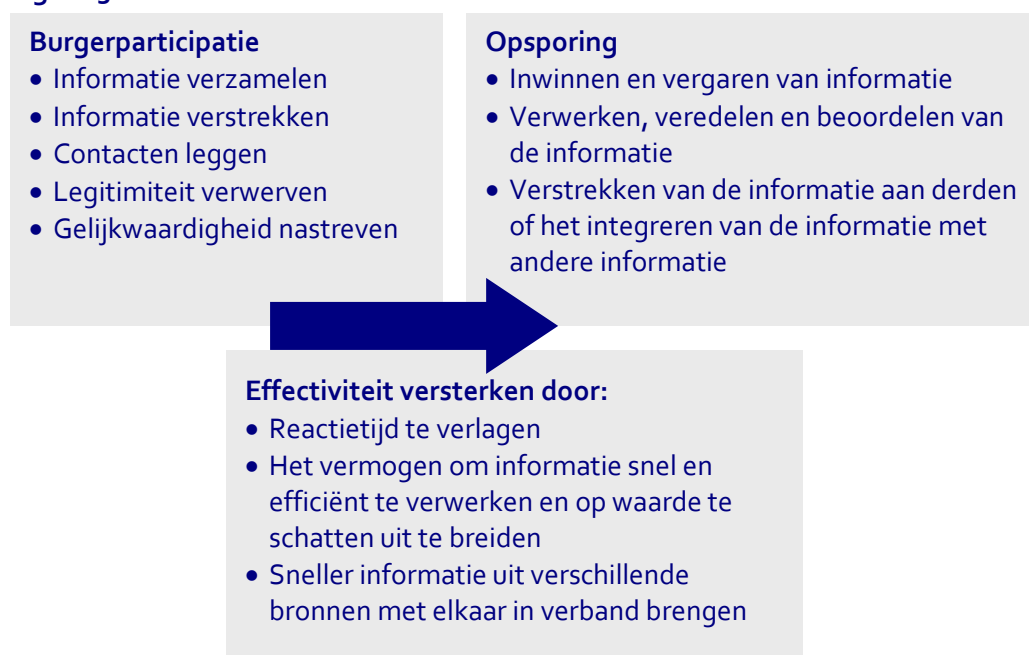 Burgerparticipatie
• Informatie verzamelen
• Informatie verstrekken
• Contacten leggen
• Legitimiteit verwerven
• Gelijkwaardigheid nastreven
Opsporing
• Inwinnen en vergaren van informatie
• Verwerken, veredelen en beoordelen van
de informatie
• Verstrekken van de informatie aan derden
of het integreren van de informatie met
andere informatie
Effectiviteit versterken door:
• Reactietijd te verlagen
• Het vermogen om informatie snel en
efficiënt te verwerken en op waarde te
schatten uit te breiden
• Sneller informatie uit verschillende
bronnen met elkaar in verband brengen